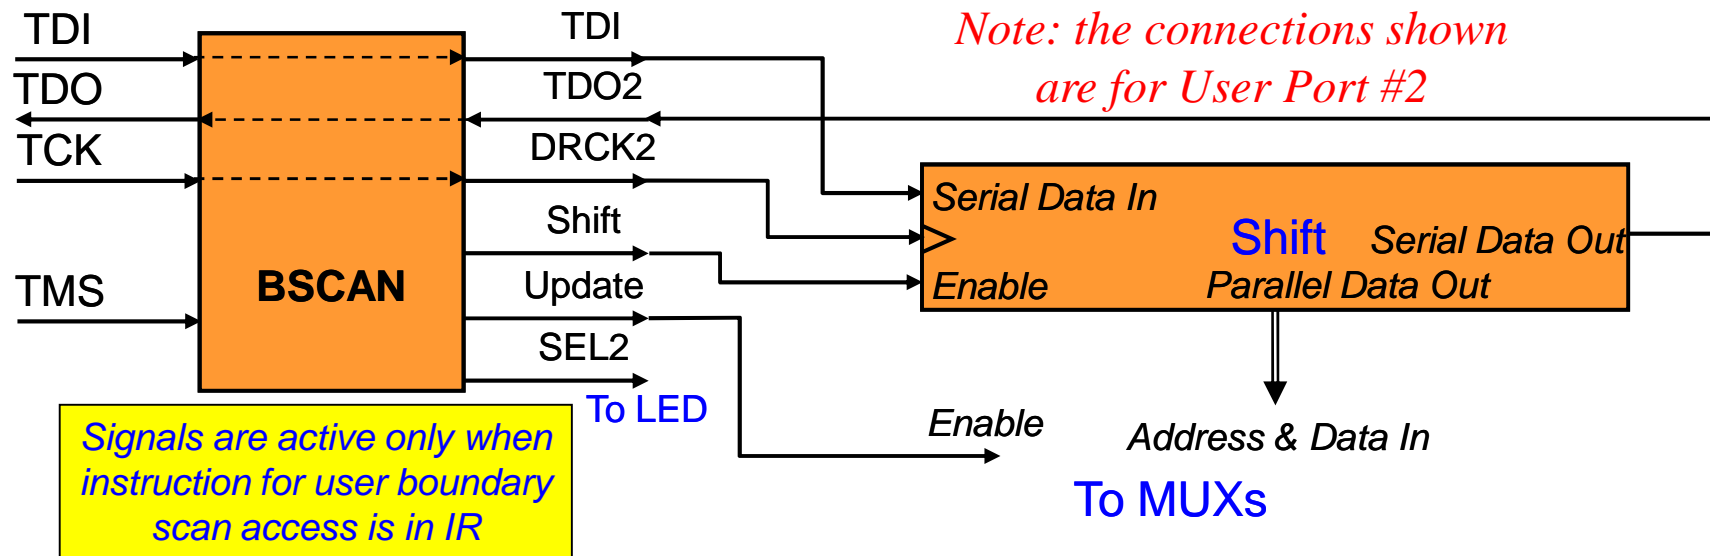 TDI
TDO
TCK
TMS
BSCAN
TDI
TDO2
DRCK2
Shift
Update
SEL2
To LED
Note: the connections shown
are for User Port #2
Serial Data In
Shift
Serial Data Out
Enable
Parallel Data Out
Enable
Address & Data In
To MUXs
Signals are active only when
instruction for user boundary
scan access is in IR